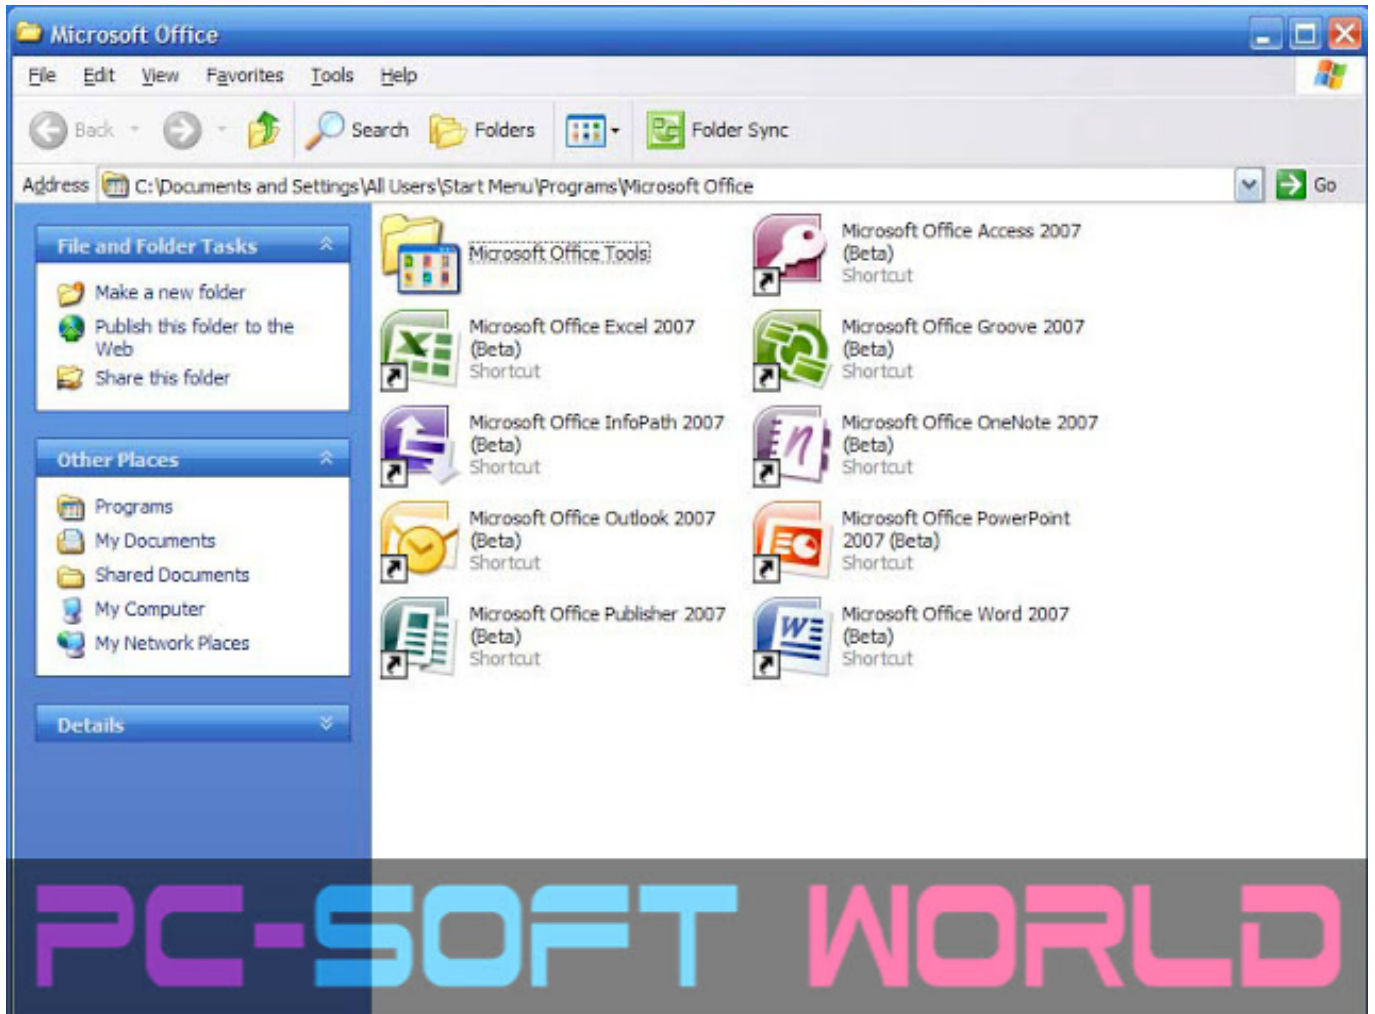 Microsoft Office
File Edit View Favorites Tools Help
Back Search Folders Folder Sync
Address C:\Documents and Settings\All Users\Start Menu\Programs\Microsoft Office Go
File and Folder Tasks
Make a new folder
Publish this folder to the
Web
Share this folder
Other Places
Programs
My Documents
Shared Documents
My Computer
My Network Places
Details
Microsoft Office Tools
Microsoft Office Access 2007
(Beta)
Shortcut
Microsoft Office Excel 2007
(Beta)
Shortcut
Microsoft Office Groove 2007
(Beta)
Shortcut
Microsoft Office InfoPath 2007
(Beta)
Shortcut
Microsoft Office OneNote 2007
(Beta)
Shortcut
Microsoft Office Outlook 2007
(Beta)
Shortcut
Microsoft Office PowerPoint
2007 (Beta)
Shortcut
Microsoft Office Publisher 2007
(Beta)
Shortcut
Microsoft Office Word 2007
(Beta)
Shortcut
PC-SOFT WORLD